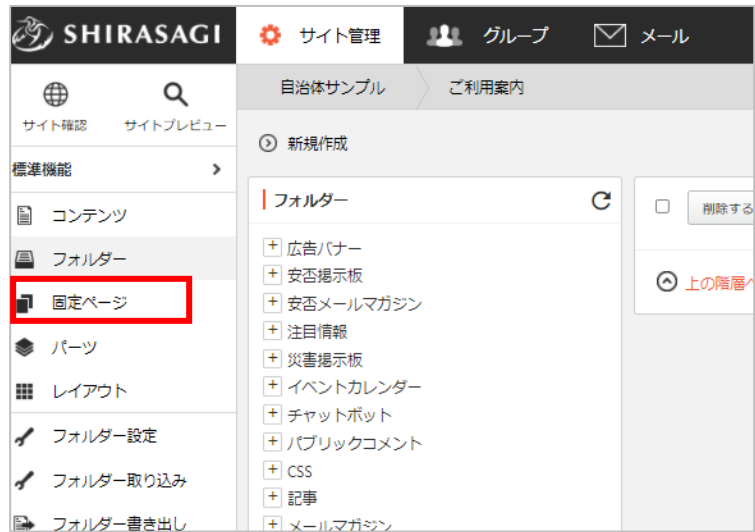 SHIRASAGI
サイト管理
グループ
メール
サイト確認
サイトプレビュー
自治体サンプル
ご利用案内
新規作成
標準機能
コンテンツ
フォルダー
固定ページ
パーツ
レイアウト
フォルダー設定
フォルダー取り込み
フォルダー書き出し
フォルダー
広告バナー
安否掲示板
安否メールマガジン
注目情報
災害掲示板
イベントカレンダー
チャットボット
パブリックコメント
CSS
記事
メールマガジン
削除する
上の階層へ